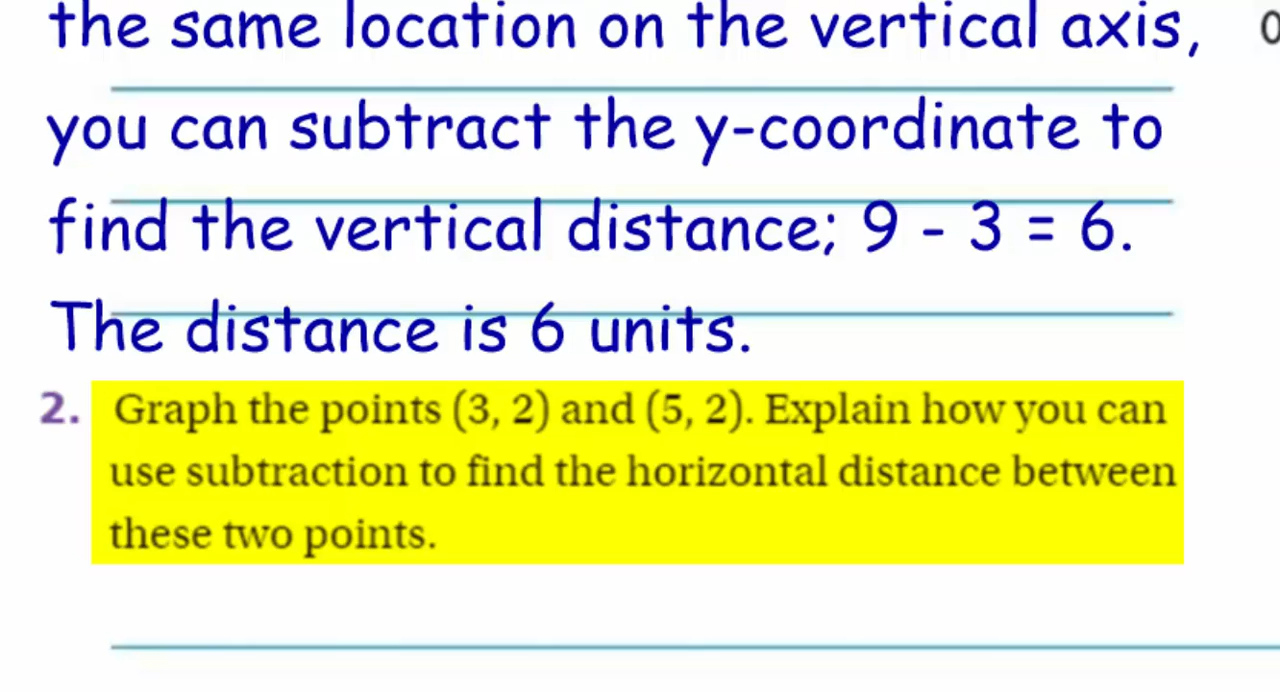 the same location on the vertical axis, 0
you can subtract the y-coordinate to
find the vertical distance; 9 - 3 = 6.
The distance is 6 units.
2. Graph the points (3, 2) and (5, 2). Explain how you can
use subtraction to find the horizontal distance between
these two points.